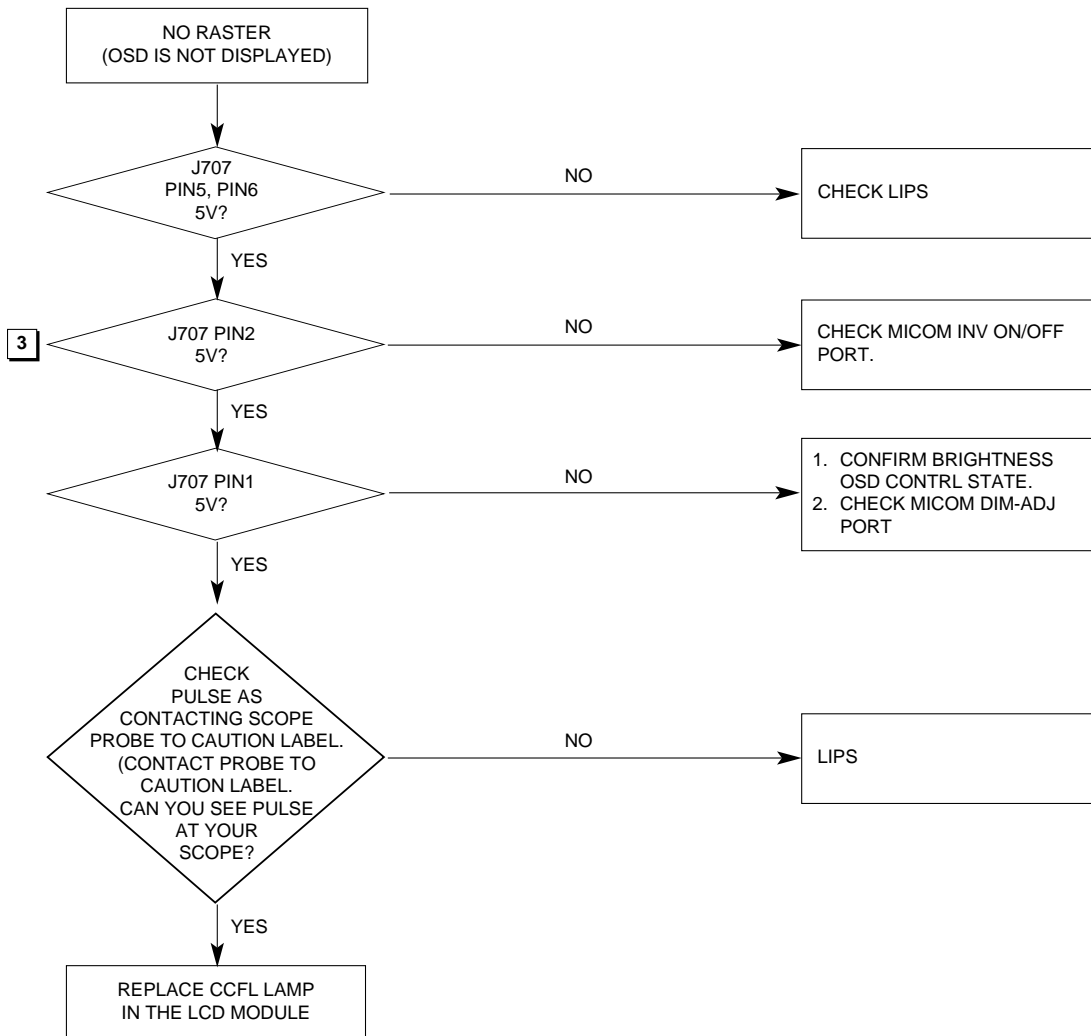 NO RASTER
(OSD IS NOT DISPLAYED)
J707
PIN5, PIN6
5V?
NO
CHECK LIPS
YES
3
J707 PIN2
5V?
NO
CHECK MICOM INV ON/OFF
PORT.
YES
J707 PIN1
5V?
NO
1. CONFIRM BRIGHTNESS
OSD CONTRL STATE.
2. CHECK MICOM DIM-ADJ
PORT
YES
CHECK
PULSE AS
CONTACTING SCOPE
PROBE TO CAUTION LABEL.
(CONTACT PROBE TO
CAUTION LABEL.
CAN YOU SEE PULSE
AT YOUR
SCOPE?
NO
LIPS
YES
REPLACE CCFL LAMP
IN THE LCD MODULE